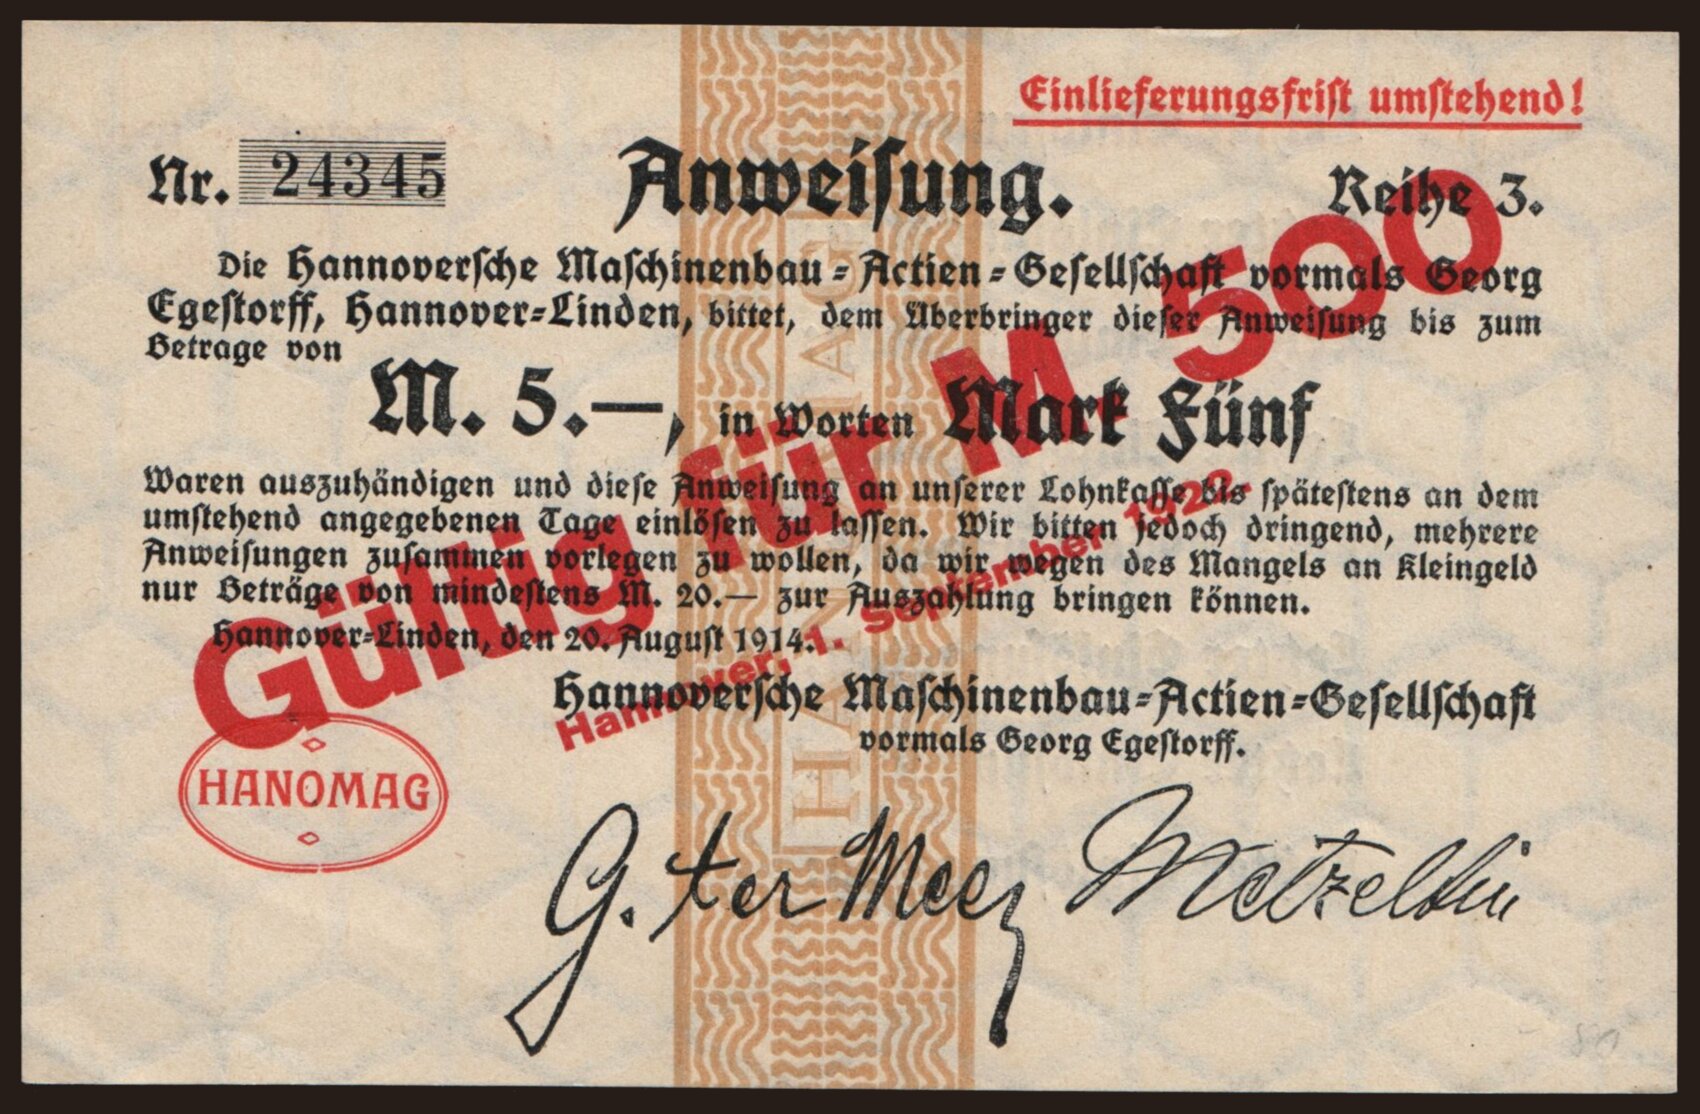 Einlieferungsfrist umstehend!
Nr. 24345
Anweisung.
Reihe 3.
Die Hannoversche Maschinenbau-Actien-Gesellschaft vormals Georg
Egestorff, Hannover-Linden, bittet, dem Überbringer dieser Anweisung bis zum
Betrage von
M. 5.—, in Worten Mark Fünf
Waren auszuhändigen und diese Anweisung an unserer Lohnkasse bis spätestens an dem
umstehend angegebenen Tage einlösen zu lassen. Wir bitten jedoch dringend, mehrere
Anweisungen zusammen vorlegen zu wollen, da wir wegen des Mangels an Kleingeld
nur Beträge von mindestens M. 20.— zur Auszahlung bringen können.
Hannover-Linden, den 20. August 1914.
Hannoversche Maschinenbau-Actien-Gesellschaft
vormals Georg Egestorff.
Gültig für M. 500
Hannover, 1. September 1922.
HANOMAG
HANOMAG
G. ter Meer Metzeltin